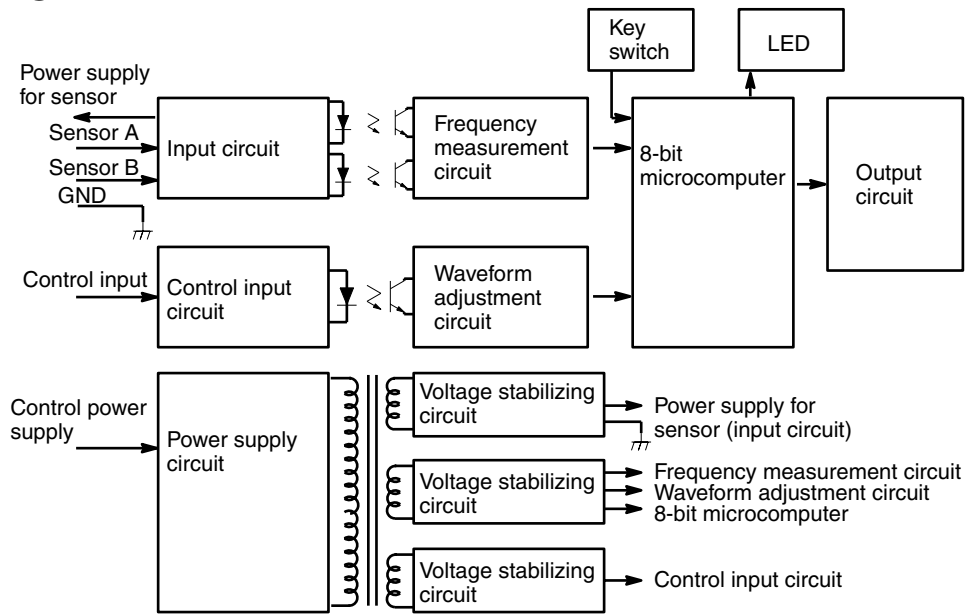 Key
switch
LED
Power supply
for sensor
Sensor A
Sensor B
GND
Input circuit
Frequency
measurement
circuit
8-bit
microcomputer
Output
circuit
Control input
Control input
circuit
Waveform
adjustment
circuit
Control power
supply
Power supply
circuit
Voltage stabilizing
circuit
Power supply for
sensor (input circuit)
Voltage stabilizing
circuit
Frequency measurement circuit
Waveform adjustment circuit
8-bit microcomputer
Voltage stabilizing
circuit
Control input circuit